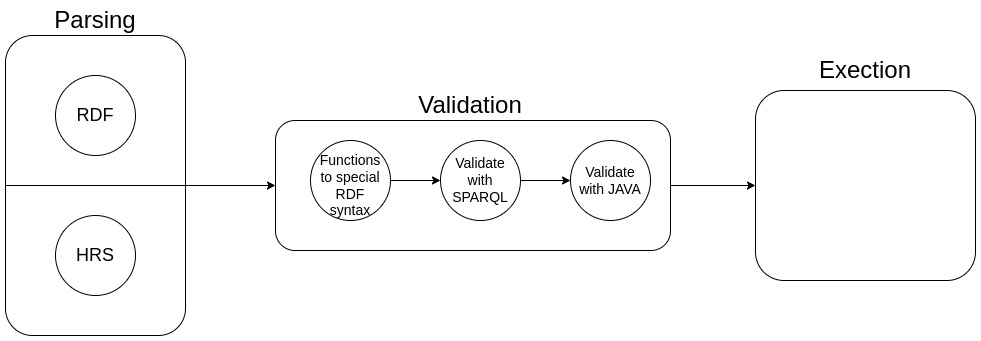 Parsing
RDF
HRS
Validation
Functions
to special
RDF
syntax
Validate
with
SPARQL
Validate
with JAVA
Exection